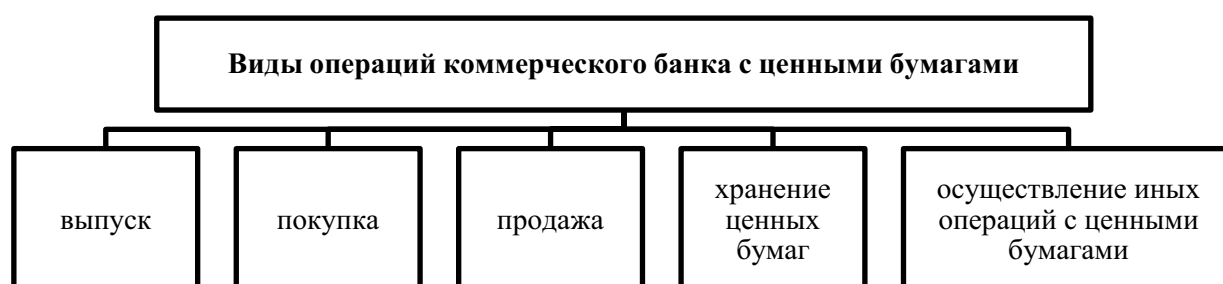 Виды операций коммерческого банка с ценными бумагами
выпуск
покупка
продажа
хранение
ценных
бумаг
осуществление иных
операций с ценными
бумагами